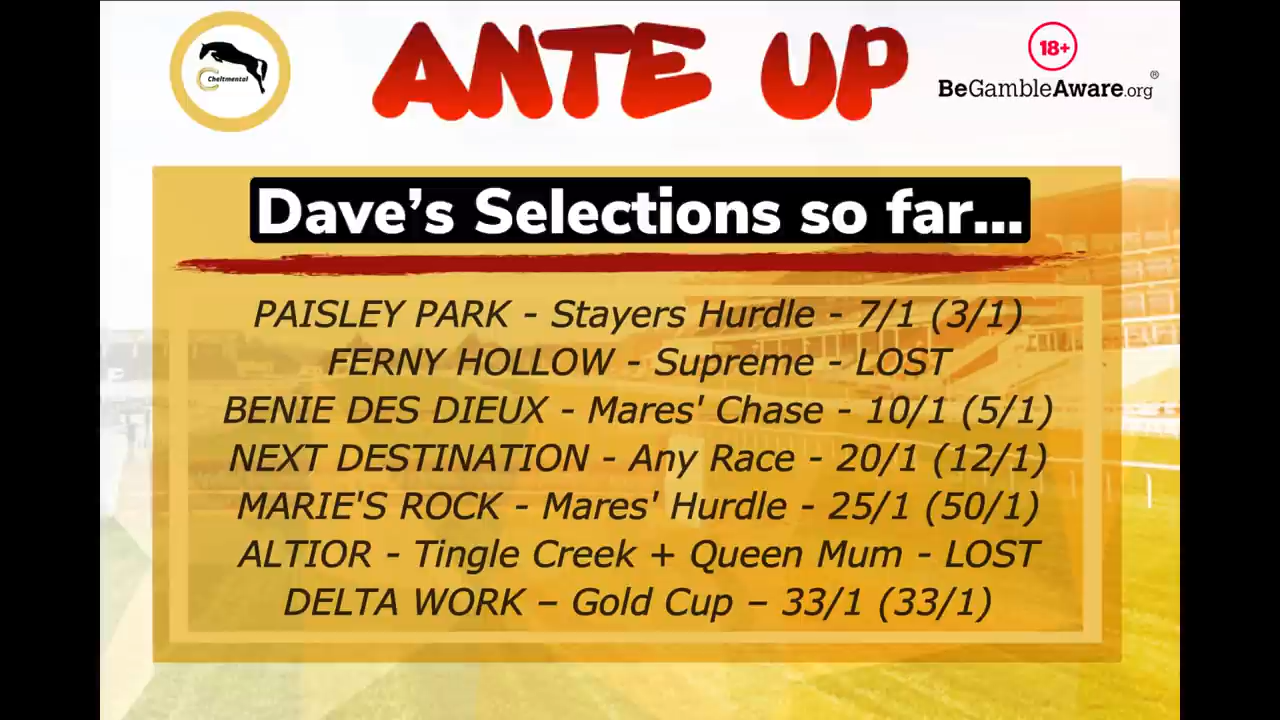 Cheltmental
ANTE UP
18+
BeGambleAware.org®
Dave's Selections so far...
PAISLEY PARK - Stayers Hurdle - 7/1 (3/1)
FERNY HOLLOW - Supreme - LOST
BENIE DES DIEUX - Mares' Chase - 10/1 (5/1)
NEXT DESTINATION - Any Race - 20/1 (12/1)
MARIE'S ROCK - Mares' Hurdle - 25/1 (50/1)
ALTIOR - Tingle Creek + Queen Mum - LOST
DELTA WORK – Gold Cup – 33/1 (33/1)